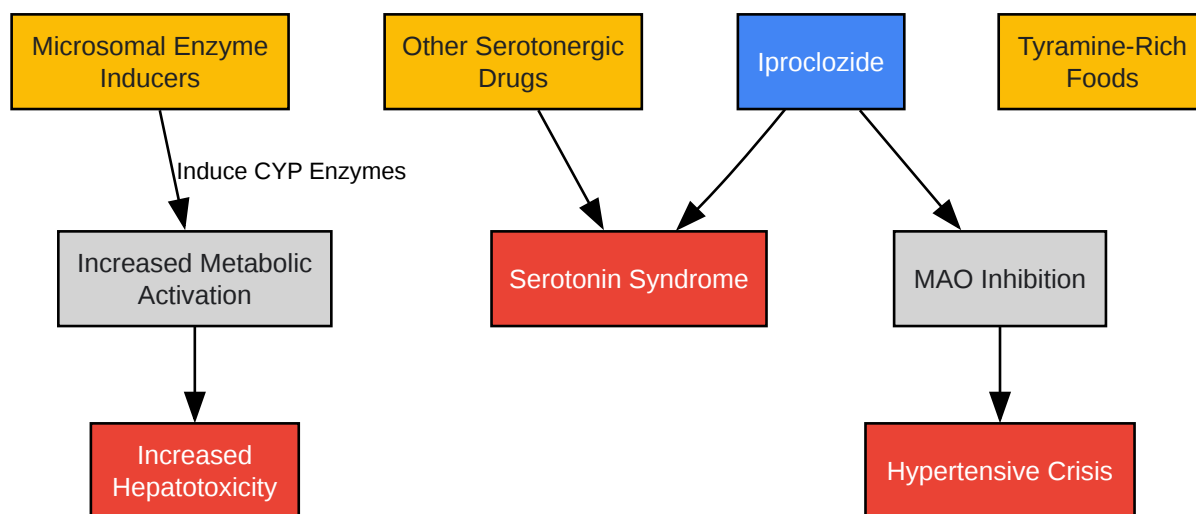 Microsomal Enzyme
Inducers
Other Serotonergic
Drugs
Iproclozide
Tyramine-Rich
Foods
Induce CYP Enzymes
Increased Metabolic
Activation
Serotonin Syndrome
MAO Inhibition
Increased
Hepatotoxicity
Hypertensive Crisis